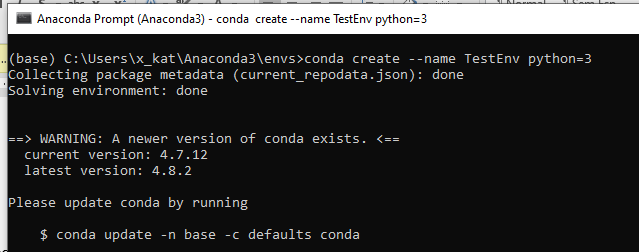 Anaconda Prompt (Anaconda3) - conda create --name TestEnv python=3
(base) C:\Users\x_kat\Anaconda3\envs>conda create --name TestEnv python=3
Collecting package metadata (current_repodata.json): done
Solving environment: done
==> WARNING: A newer version of conda exists. <==
  current version: 4.7.12
  latest version: 4.8.2
Please update conda by running
    $ conda update -n base -c defaults conda